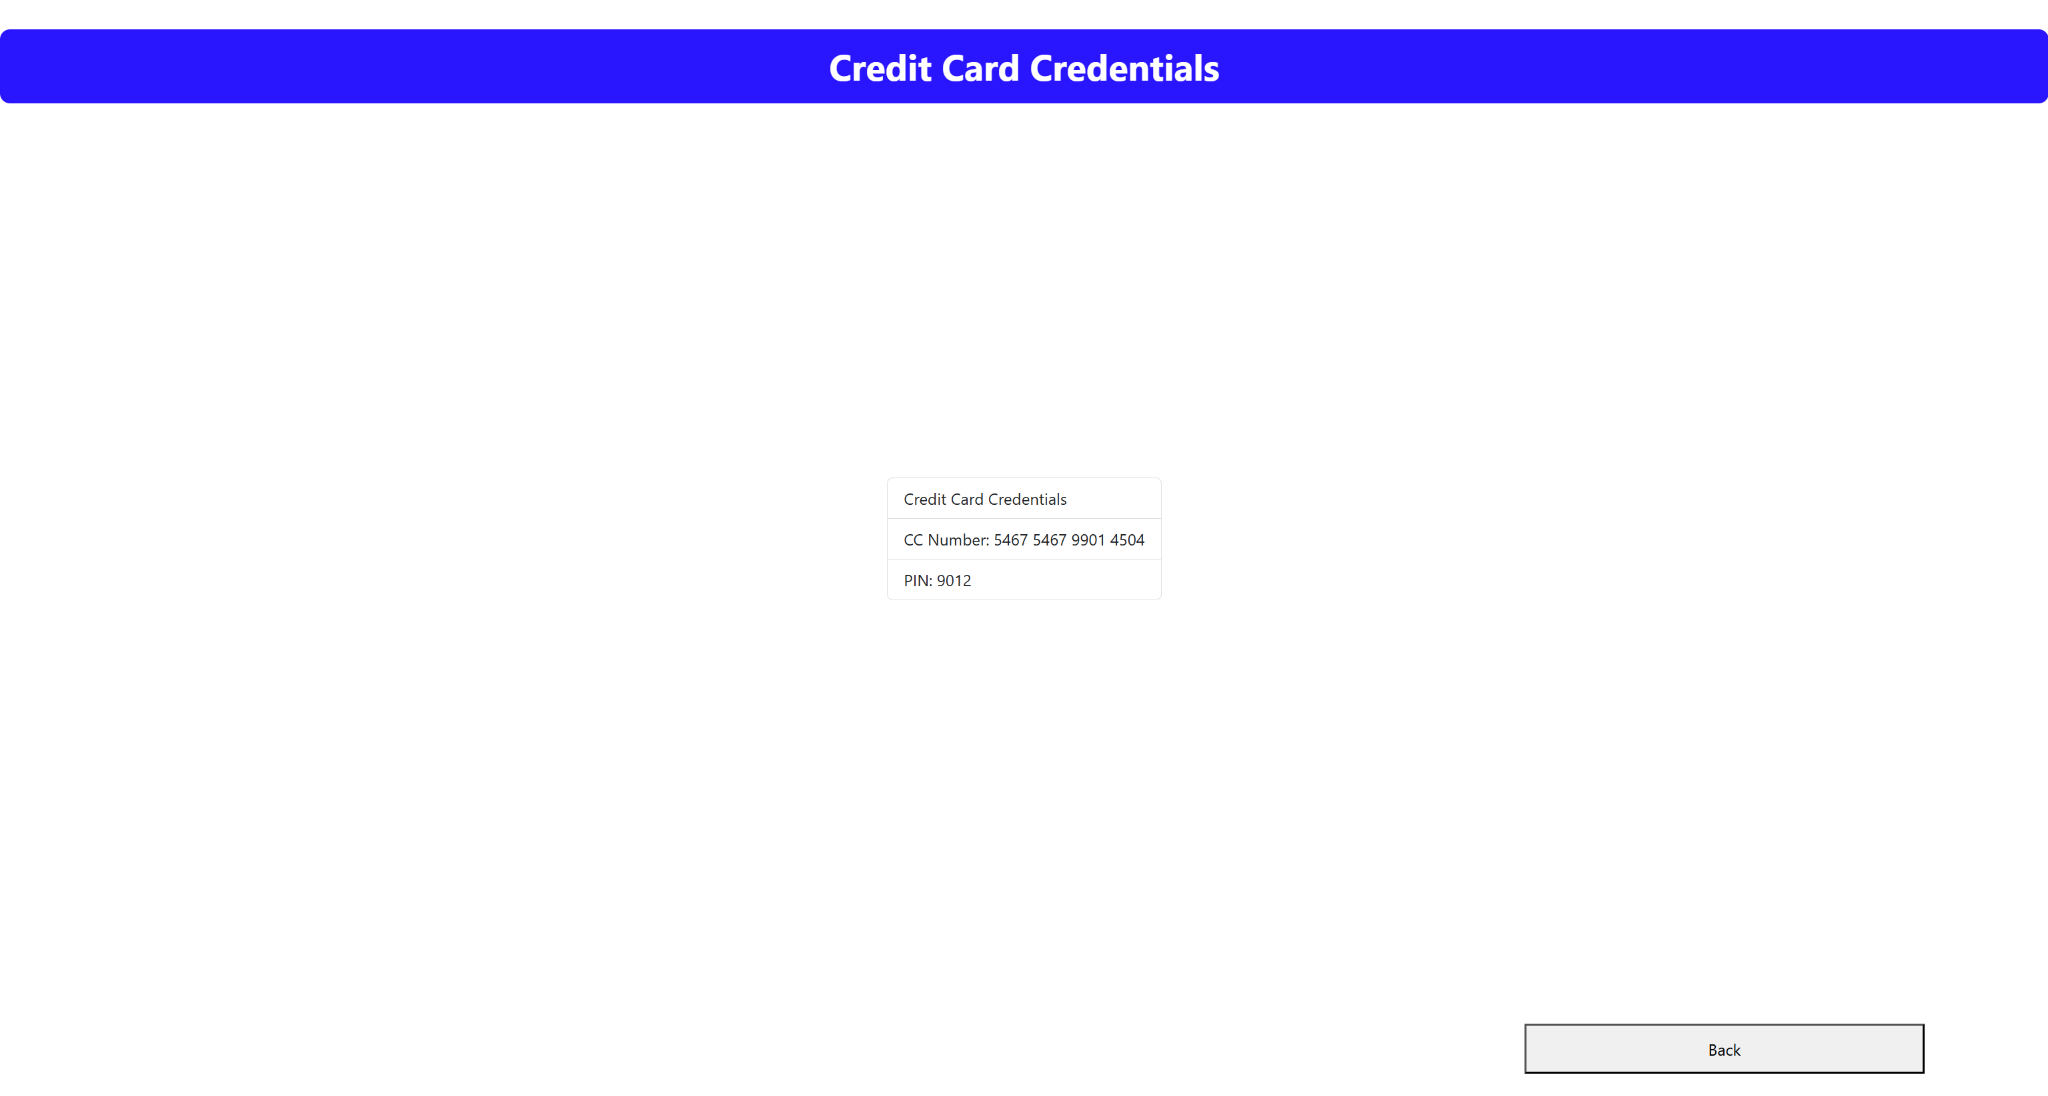 Credit Card Credentials
Credit Card Credentials
CC Number: 5467 5467 9901 4504
PIN: 9012
Back